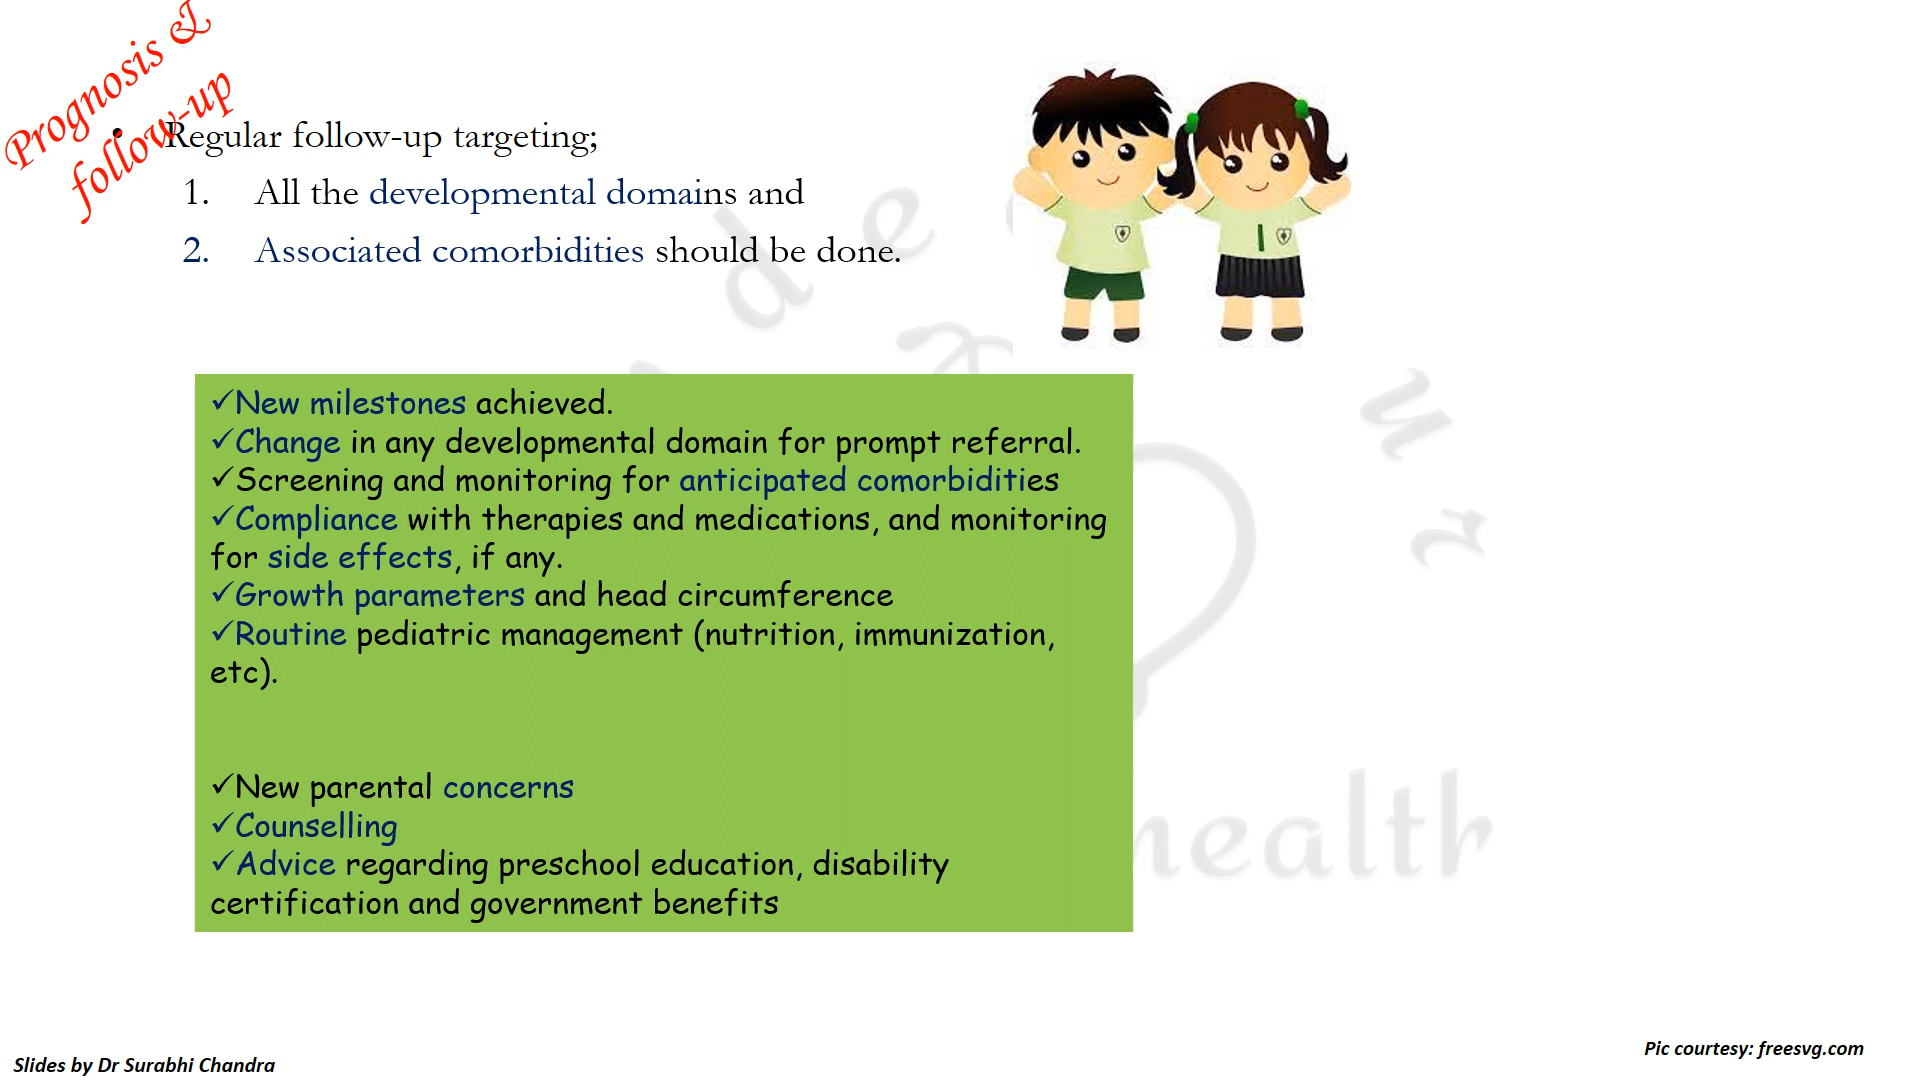 Prognosis &
follow-up
• Regular follow-up targeting;
1. All the developmental domains and
2. Associated comorbidities should be done.
✓New milestones achieved.
✓Change in any developmental domain for prompt referral.
✓Screening and monitoring for anticipated comorbidities
✓Compliance with therapies and medications, and monitoring
for side effects, if any.
✓Growth parameters and head circumference
✓Routine pediatric management (nutrition, immunization,
etc).
✓New parental concerns
✓Counselling
✓Advice regarding preschool education, disability
certification and government benefits
health
Pic courtesy: freesvg.com
Slides by Dr Surabhi Chandra